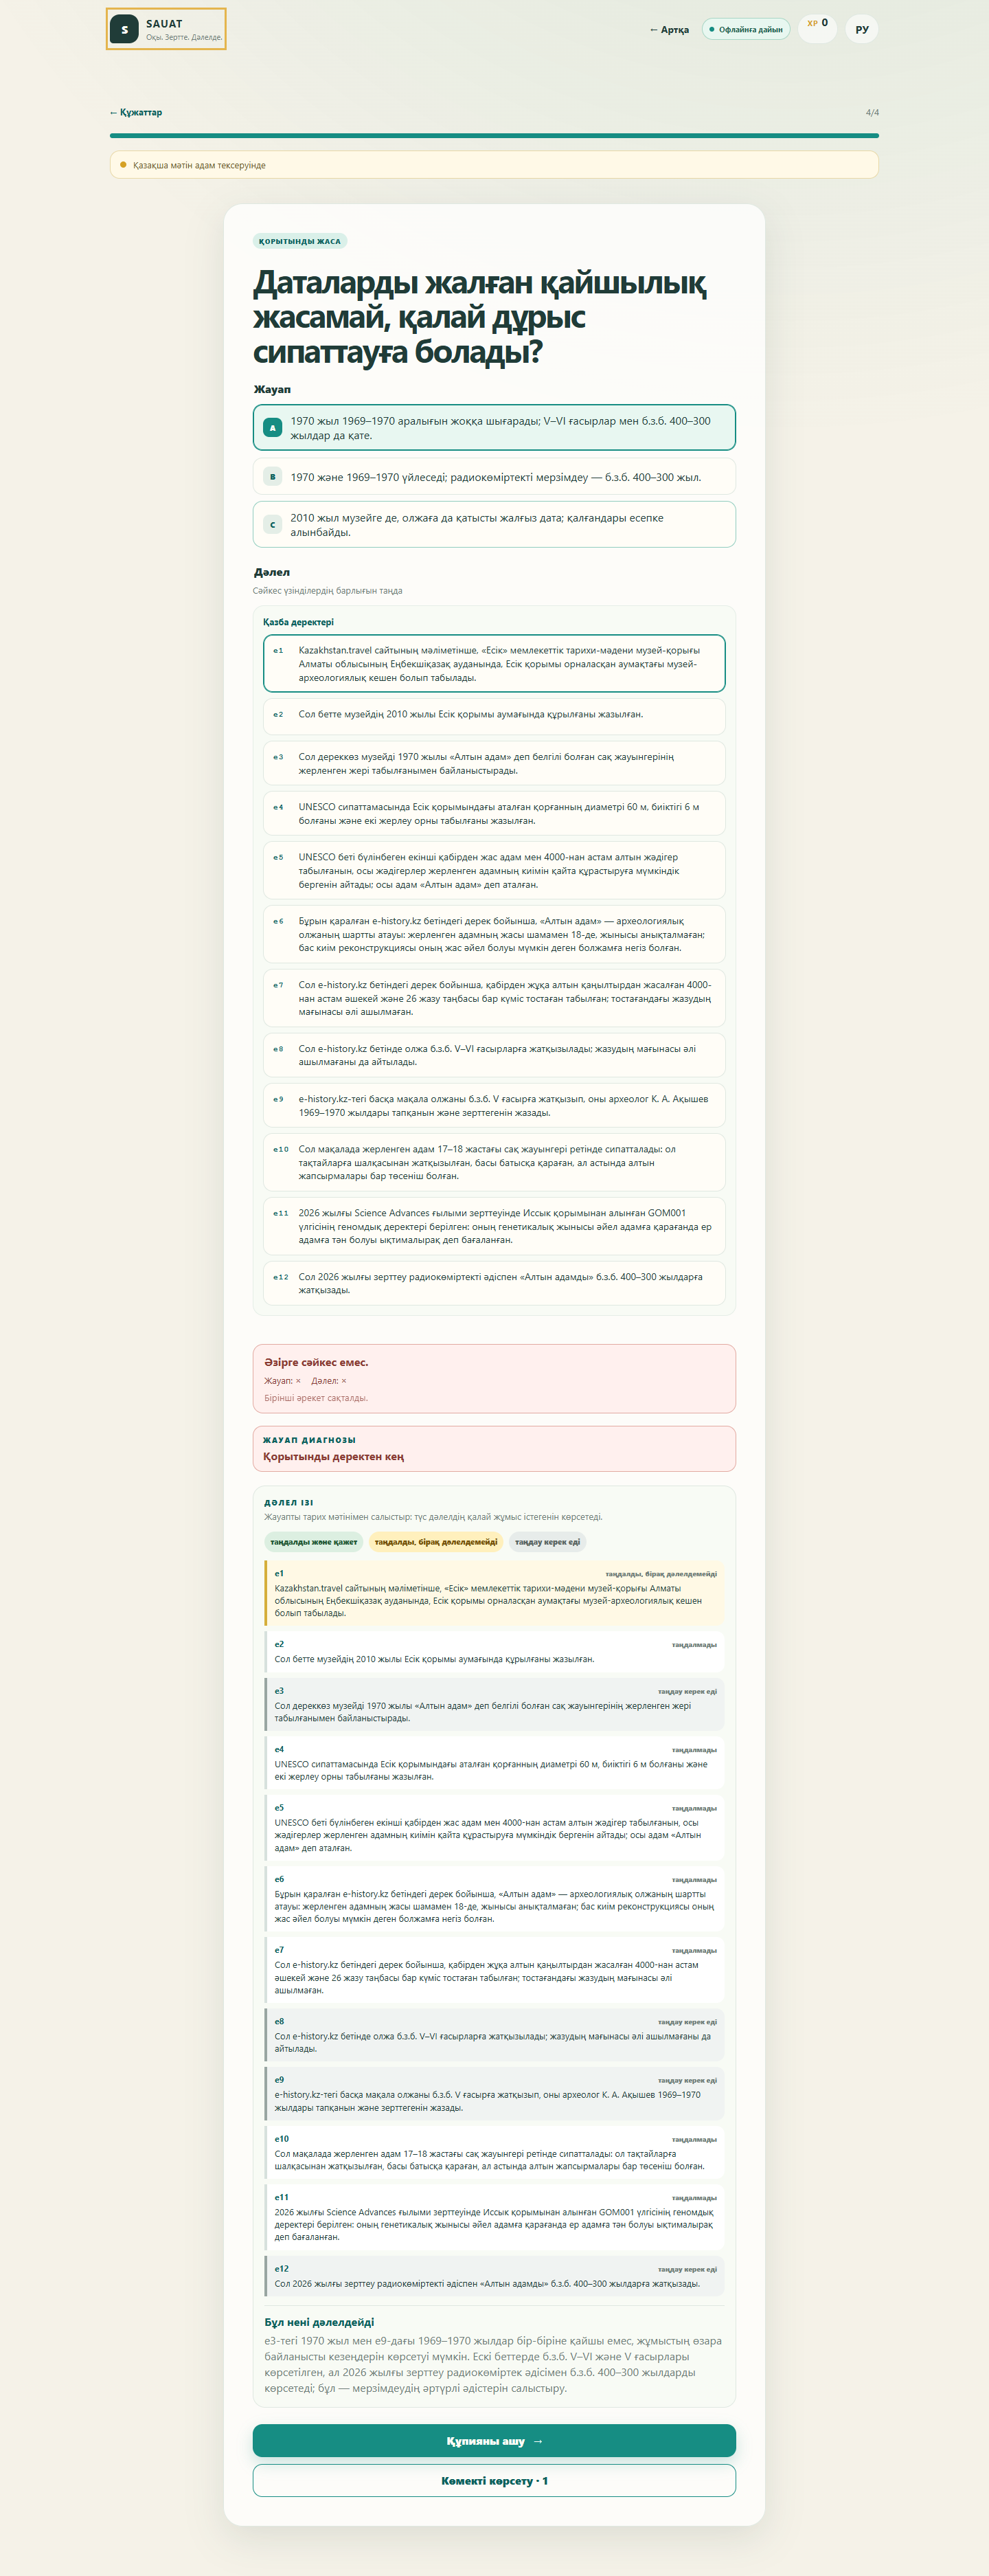 S
SAUAT
Оқы. Зертте. Дәлелде.
← Артқа
Офлайнға дайын
XP 0
РУ
← Құжаттар
4/4
Қазақша мәтін адам тексеруінде
ҚОРЫТЫНДЫ ЖАСА
Даталарды жалған қайшылық
жасамай, қалай дұрыс
сипаттауға болады?
Жауап
A
1970 жыл 1969–1970 аралығын жоққа шығарады; V–VI ғасырлар мен б.з.б. 400–300
жылдар да қате.
B
1970 және 1969–1970 үйлеседі; радиокөміртекті мерзімдеу — б.з.б. 400–300 жыл.
C
2010 жыл музейге де, олжаға да қатысты жалғыз дата; қалғандары есепке
алынбайды.
Дәлел
Сәйкес үзінділердің барлығын таңда
Қазба деректері
e1
Kazakhstan.travel сайтының мәліметінше, «Есік» мемлекеттік тарихи-мәдени музей-қорығы
Алматы облысының Еңбекшіқазақ ауданында, Есік қорымы орналасқан аумақтағы музей-
археологиялық кешен болып табылады.
e2
Сол бетте музейдің 2010 жылы Есік қорымы аумағында құрылғаны жазылған.
e3
Сол дереккөз музейді 1970 жылы «Алтын адам» деп белгілі болған сақ жауынгерінің
жерленген жері табылғанымен байланыстырады.
e4
UNESCO сипаттамасында Есік қорымындағы аталған қорғанның диаметрі 60 м, биіктігі 6 м
болғаны және екі жерлеу орны табылғаны жазылған.
e5
UNESCO беті бүлінбеген екінші қабірден жас адам мен 4000-нан астам алтын жәдігер
табылғанын, осы жәдігерлер жерленген адамның киімін қайта құрастыруға мүмкіндік
бергенін айтады; осы адам «Алтын адам» деп аталған.
e6
Бұрын қаралған e-history.kz бетіндегі дерек бойынша, «Алтын адам» — археологиялық
олжаның шартты атауы: жерленген адамның жасы шамамен 18-де, жынысы анықталмаған;
бас киім реконструкциясы оның жас әйел болуы мүмкін деген болжамға негіз болған.
e7
Сол e-history.kz бетіндегі дерек бойынша, қабірден жұқа алтын қаңылтырдан жасалған 4000-
нан астам әшекей және 26 жазу таңбасы бар күміс тостаған табылған; тостағандағы жазудың
мағынасы әлі ашылмаған.
e8
Сол e-history.kz бетінде олжа б.з.б. V–VI ғасырларға жатқызылады; жазудың мағынасы әлі
ашылмағаны да айтылады.
e9
e-history.kz-тегі басқа мақала олжаны б.з.б. V ғасырға жатқызып, оны археолог К. А. Ақышев
1969–1970 жылдары тапқанын және зерттегенін жазады.
e10
Сол мақалада жерленген адам 17–18 жастағы сақ жауынгері ретінде сипатталады: ол
тақтайларға шалқасынан жатқызылған, басы батысқа қараған, ал астында алтын
жапсырмалары бар төсеніш болған.
e11
2026 жылғы Science Advances ғылыми зерттеуінде Иссык қорымынан алынған GOM001
үлгісінің геномдық деректері берілген: оның генетикалық жынысы әйел адамға қарағанда ер
адамға тән болуы ықтималырақ деп бағаланған.
e12
Сол 2026 жылғы зерттеу радиокөміртекті әдіспен «Алтын адамды» б.з.б. 400–300 жылдарға
жатқызады.
Әзірге сәйкес емес.
Жауап: × Дәлел: ×
Бірінші әрекет сақталды.
ЖАУАП ДИАГНОЗЫ
Қорытынды деректен кең
ДӘЛЕЛ ІЗІ
Жауапты тарих мәтінімен салыстыр: түс дәлелдің қалай жұмыс істегенін көрсетеді.
таңдалды және қажет
таңдалды, бірақ дәлелдемейді
таңдау керек еді
e1
таңдалды, бірақ дәлелдемейді
Kazakhstan.travel сайтының мәліметінше, «Есік» мемлекеттік тарихи-мәдени музей-қорығы Алматы
облысының Еңбекшіқазақ ауданында, Есік қорымы орналасқан аумақтағы музей-археологиялық кешен
болып табылады.
e2
таңдалмады
Сол бетте музейдің 2010 жылы Есік қорымы аумағында құрылғаны жазылған.
e3
таңдау керек еді
Сол дереккөз музейді 1970 жылы «Алтын адам» деп белгілі болған сақ жауынгерінің жерленген жері
табылғанымен байланыстырады.
e4
таңдалмады
UNESCO сипаттамасында Есік қорымындағы аталған қорғанның диаметрі 60 м, биіктігі 6 м болғаны және
екі жерлеу орны табылғаны жазылған.
e5
таңдалмады
UNESCO беті бүлінбеген екінші қабірден жас адам мен 4000-нан астам алтын жәдігер табылғанын, осы
жәдігерлер жерленген адамның киімін қайта құрастыруға мүмкіндік бергенін айтады; осы адам «Алтын
адам» деп аталған.
e6
таңдалмады
Бұрын қаралған e-history.kz бетіндегі дерек бойынша, «Алтын адам» — археологиялық олжаның шартты
атауы: жерленген адамның жасы шамамен 18-де, жынысы анықталмаған; бас киім реконструкциясы оның
жас әйел болуы мүмкін деген болжамға негіз болған.
e7
таңдалмады
Сол e-history.kz бетіндегі дерек бойынша, қабірден жұқа алтын қаңылтырдан жасалған 4000-нан астам
әшекей және 26 жазу таңбасы бар күміс тостаған табылған; тостағандағы жазудың мағынасы әлі
ашылмаған.
e8
таңдау керек еді
Сол e-history.kz бетінде олжа б.з.б. V–VI ғасырларға жатқызылады; жазудың мағынасы әлі ашылмағаны да
айтылады.
e9
таңдау керек еді
e-history.kz-тегі басқа мақала олжаны б.з.б. V ғасырға жатқызып, оны археолог К. А. Ақышев 1969–1970
жылдары тапқанын және зерттегенін жазады.
e10
таңдалмады
Сол мақалада жерленген адам 17–18 жастағы сақ жауынгері ретінде сипатталады: ол тақтайларға
шалқасынан жатқызылған, басы батысқа қараған, ал астында алтын жапсырмалары бар төсеніш болған.
e11
таңдалмады
2026 жылғы Science Advances ғылыми зерттеуінде Иссык қорымынан алынған GOM001 үлгісінің геномдық
деректері берілген: оның генетикалық жынысы әйел адамға қарағанда ер адамға тән болуы ықтималырақ
деп бағаланған.
e12
таңдау керек еді
Сол 2026 жылғы зерттеу радиокөміртекті әдіспен «Алтын адамды» б.з.б. 400–300 жылдарға жатқызады.
Бұл нені дәлелдейді
e3-тегі 1970 жыл мен e9-дағы 1969–1970 жылдар бір-біріне қайшы емес, жұмыстың өзара
байланысты кезеңдерін көрсетуі мүмкін. Ескі беттерде б.з.б. V–VI және V ғасырлары
көрсетілген, ал 2026 жылғы зерттеу радиокөміртек әдісімен б.з.б. 400–300 жылдарды
көрсетеді; бұл — мерзімдеудің әртүрлі әдістерін салыстыру.
Құпияны ашу →
Көмекті көрсету · 1